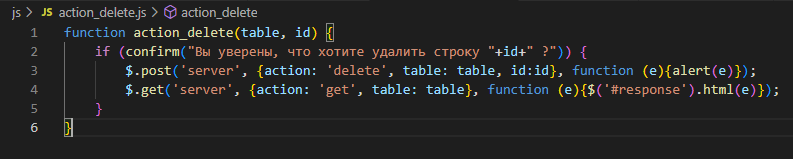 js > JS action_delete.js > action_delete
1 function action_delete(table, id) {
2 if (confirm("Вы уверены, что хотите удалить строку "+id+" ?")) {
3 $.post('server', {action: 'delete', table: table, id:id}, function (e){alert(e)});
4 $.get('server', {action: 'get', table: table}, function (e){$('#response').html(e)});
5 }
6 }